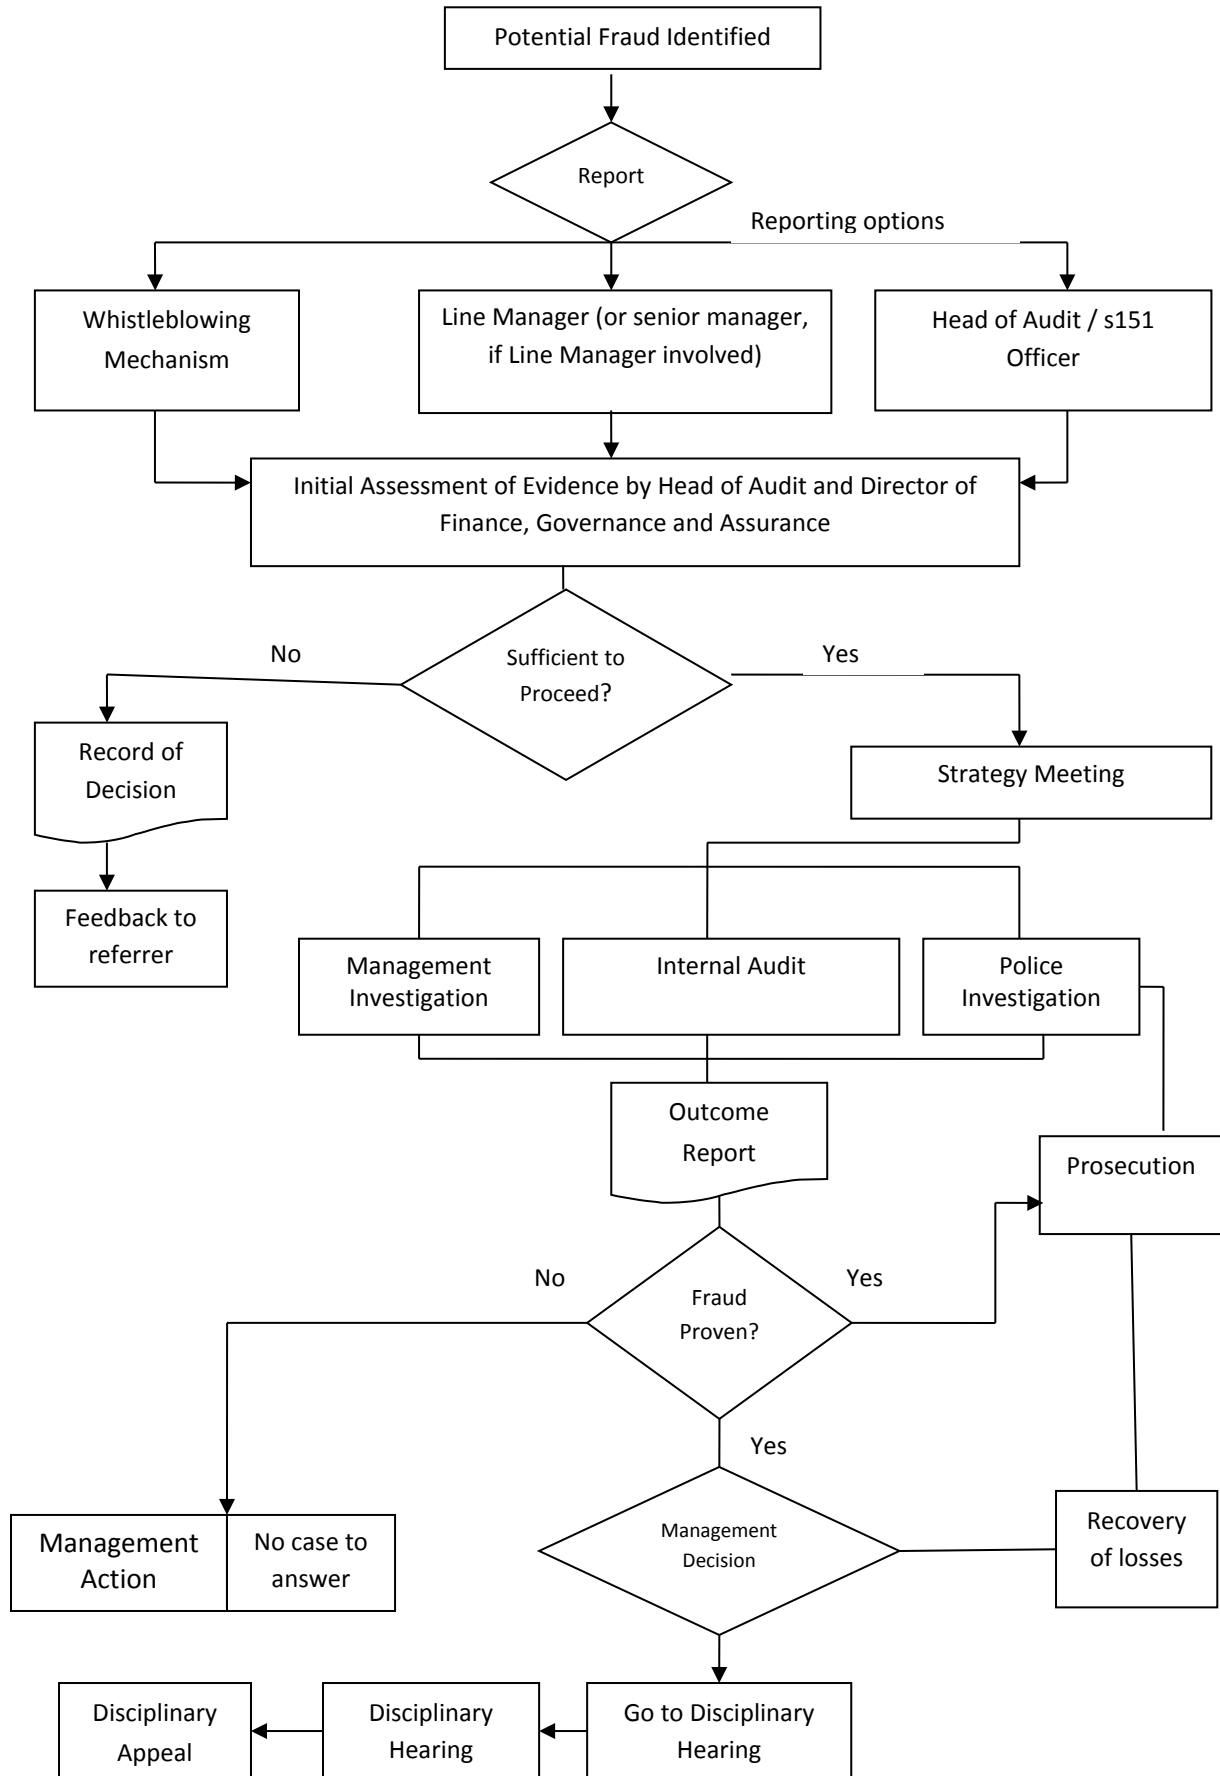 Potential Fraud Identified
Report
Reporting options
Whistleblowing
Mechanism
Line Manager (or senior manager,
if Line Manager involved)
Head of Audit / s151
Officer
Initial Assessment of Evidence by Head of Audit and Director of
Finance, Governance and Assurance
No
Sufficient to
Proceed?
Yes
Record of
Decision
Strategy Meeting
Feedback to
referrer
Management
Investigation
Internal Audit
Police
Investigation
Outcome
Report
Prosecution
No
Fraud
Proven?
Yes
Yes
Management
Action
No case to
answer
Management
Decision
Recovery
of losses
Disciplinary
Appeal
Disciplinary
Hearing
Go to Disciplinary
Hearing